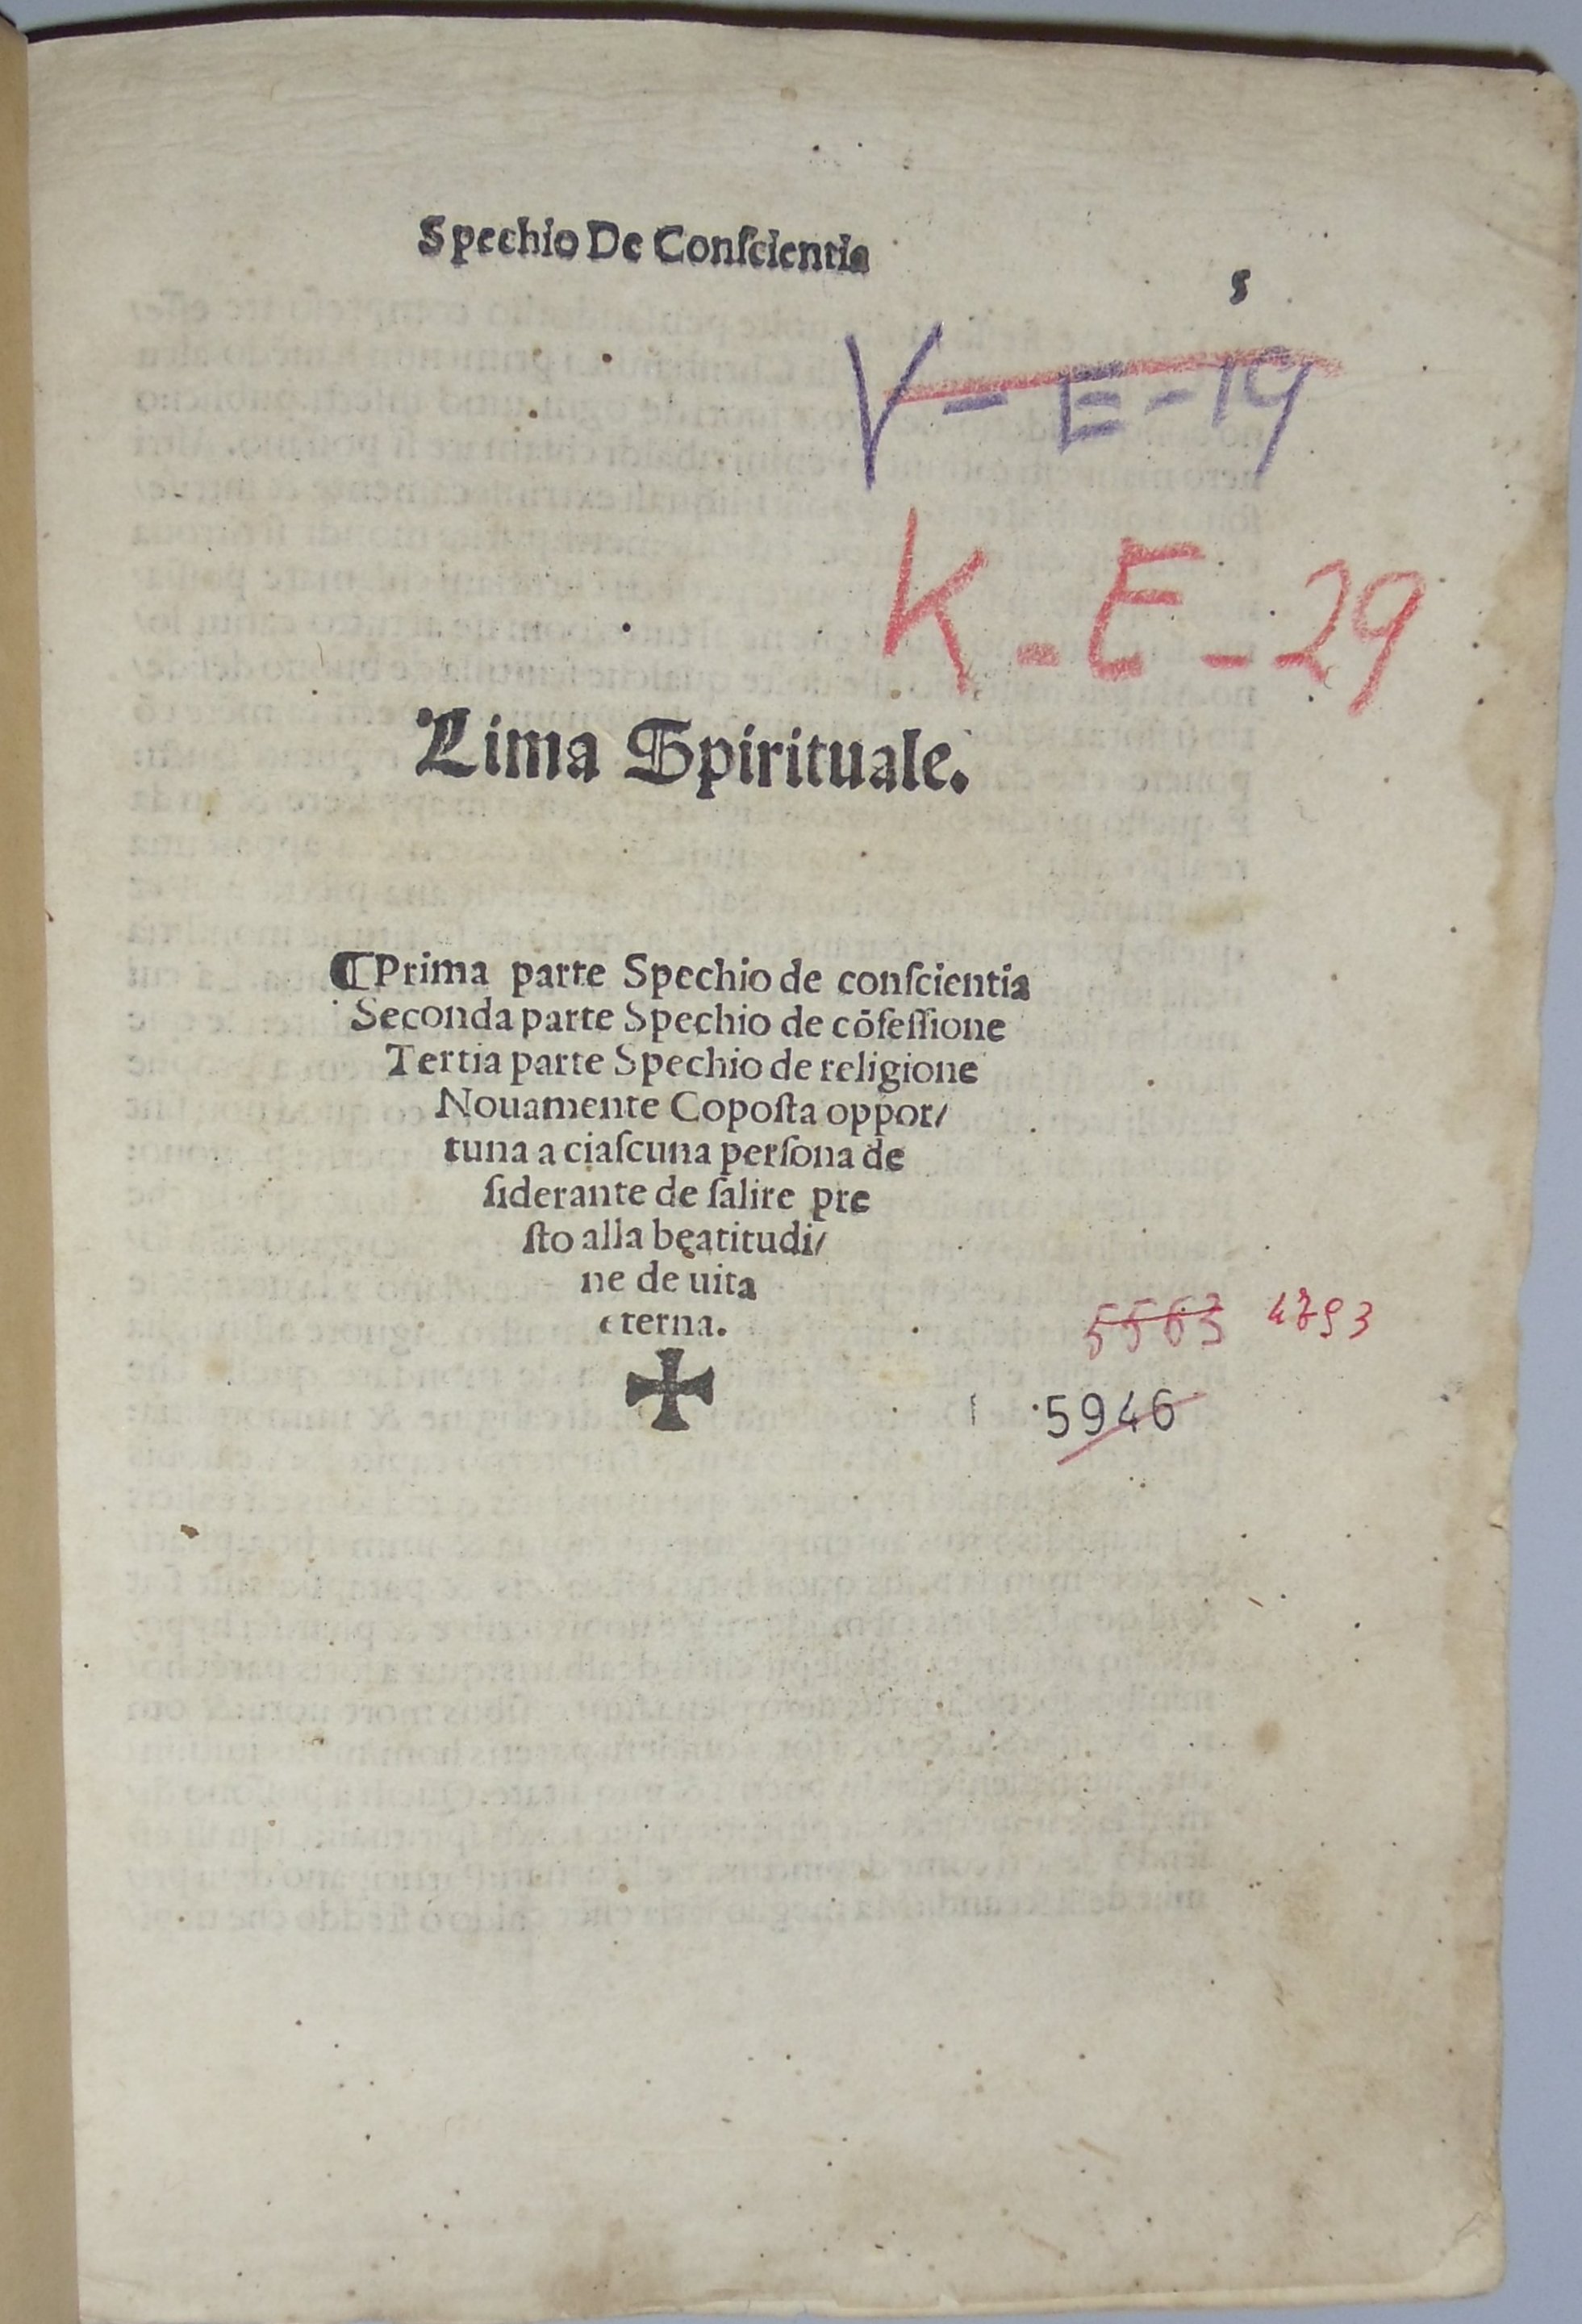 Spechio De Conſcientia
s
V - E - 19
K - E - 29
Lima Spirituale.
⁋Prima parte Spechio de conſcientia
Seconda parte Spechio de cõfeſſione
Tertia parte Spechio de religione
Nouamente Copoſta oppor/
tuna a ciaſcuna perſona de
ſiderante de ſalire pre
ſto alla beatitudi/
ne de uita
eterna.
5563 4793
5946